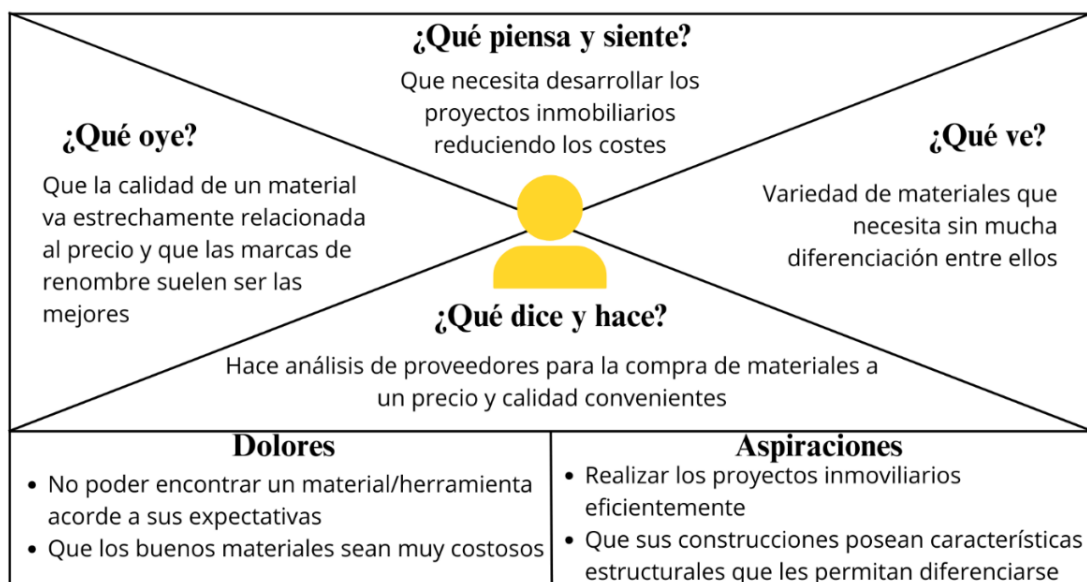 ¿Qué piensa y siente?
Que necesita desarrollar los
proyectos inmobiliarios
reduciendo los costes
¿Qué oye?
Que la calidad de un material
va estrechamente relacionada
al precio y que las marcas de
renombre suelen ser las
mejores
¿Qué ve?
Variedad de materiales que
necesita sin mucha
diferenciación entre ellos
¿Qué dice y hace?
Hace análisis de proveedores para la compra de materiales a
un precio y calidad convenientes
Dolores
• No poder encontrar un material/herramienta
acorde a sus expectativas
• Que los buenos materiales sean muy costosos
Aspiraciones
• Realizar los proyectos inmoviliarios
eficientemente
• Que sus construcciones posean características
estructurales que les permitan diferenciarse